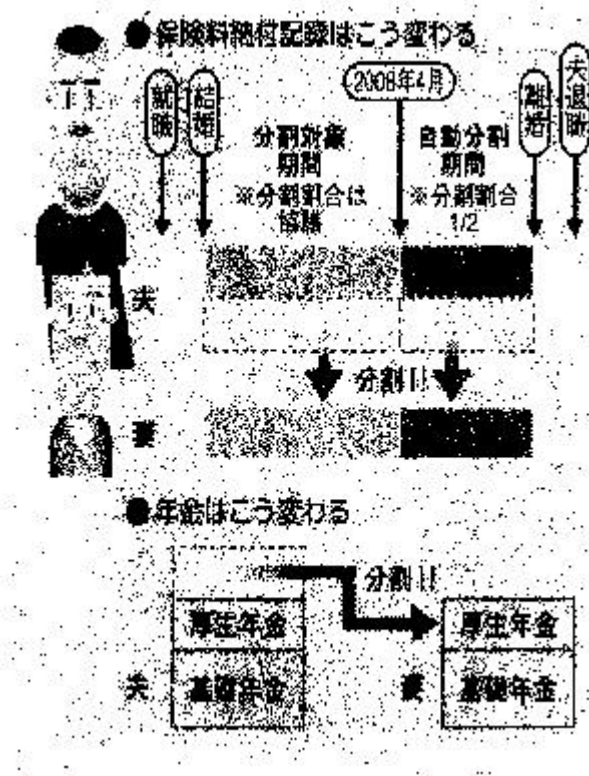 ●保険料納付記録はこう変わる
就職
結婚
2008年4月
離婚
夫退職
分割対象
期間
※分割割合は
協議
自動分割
期間
※分割割合
1/2
夫
分割!!
妻
●年金はこう変わる
分割!!
厚生年金
厚生年金
夫
基礎年金
妻
基礎年金